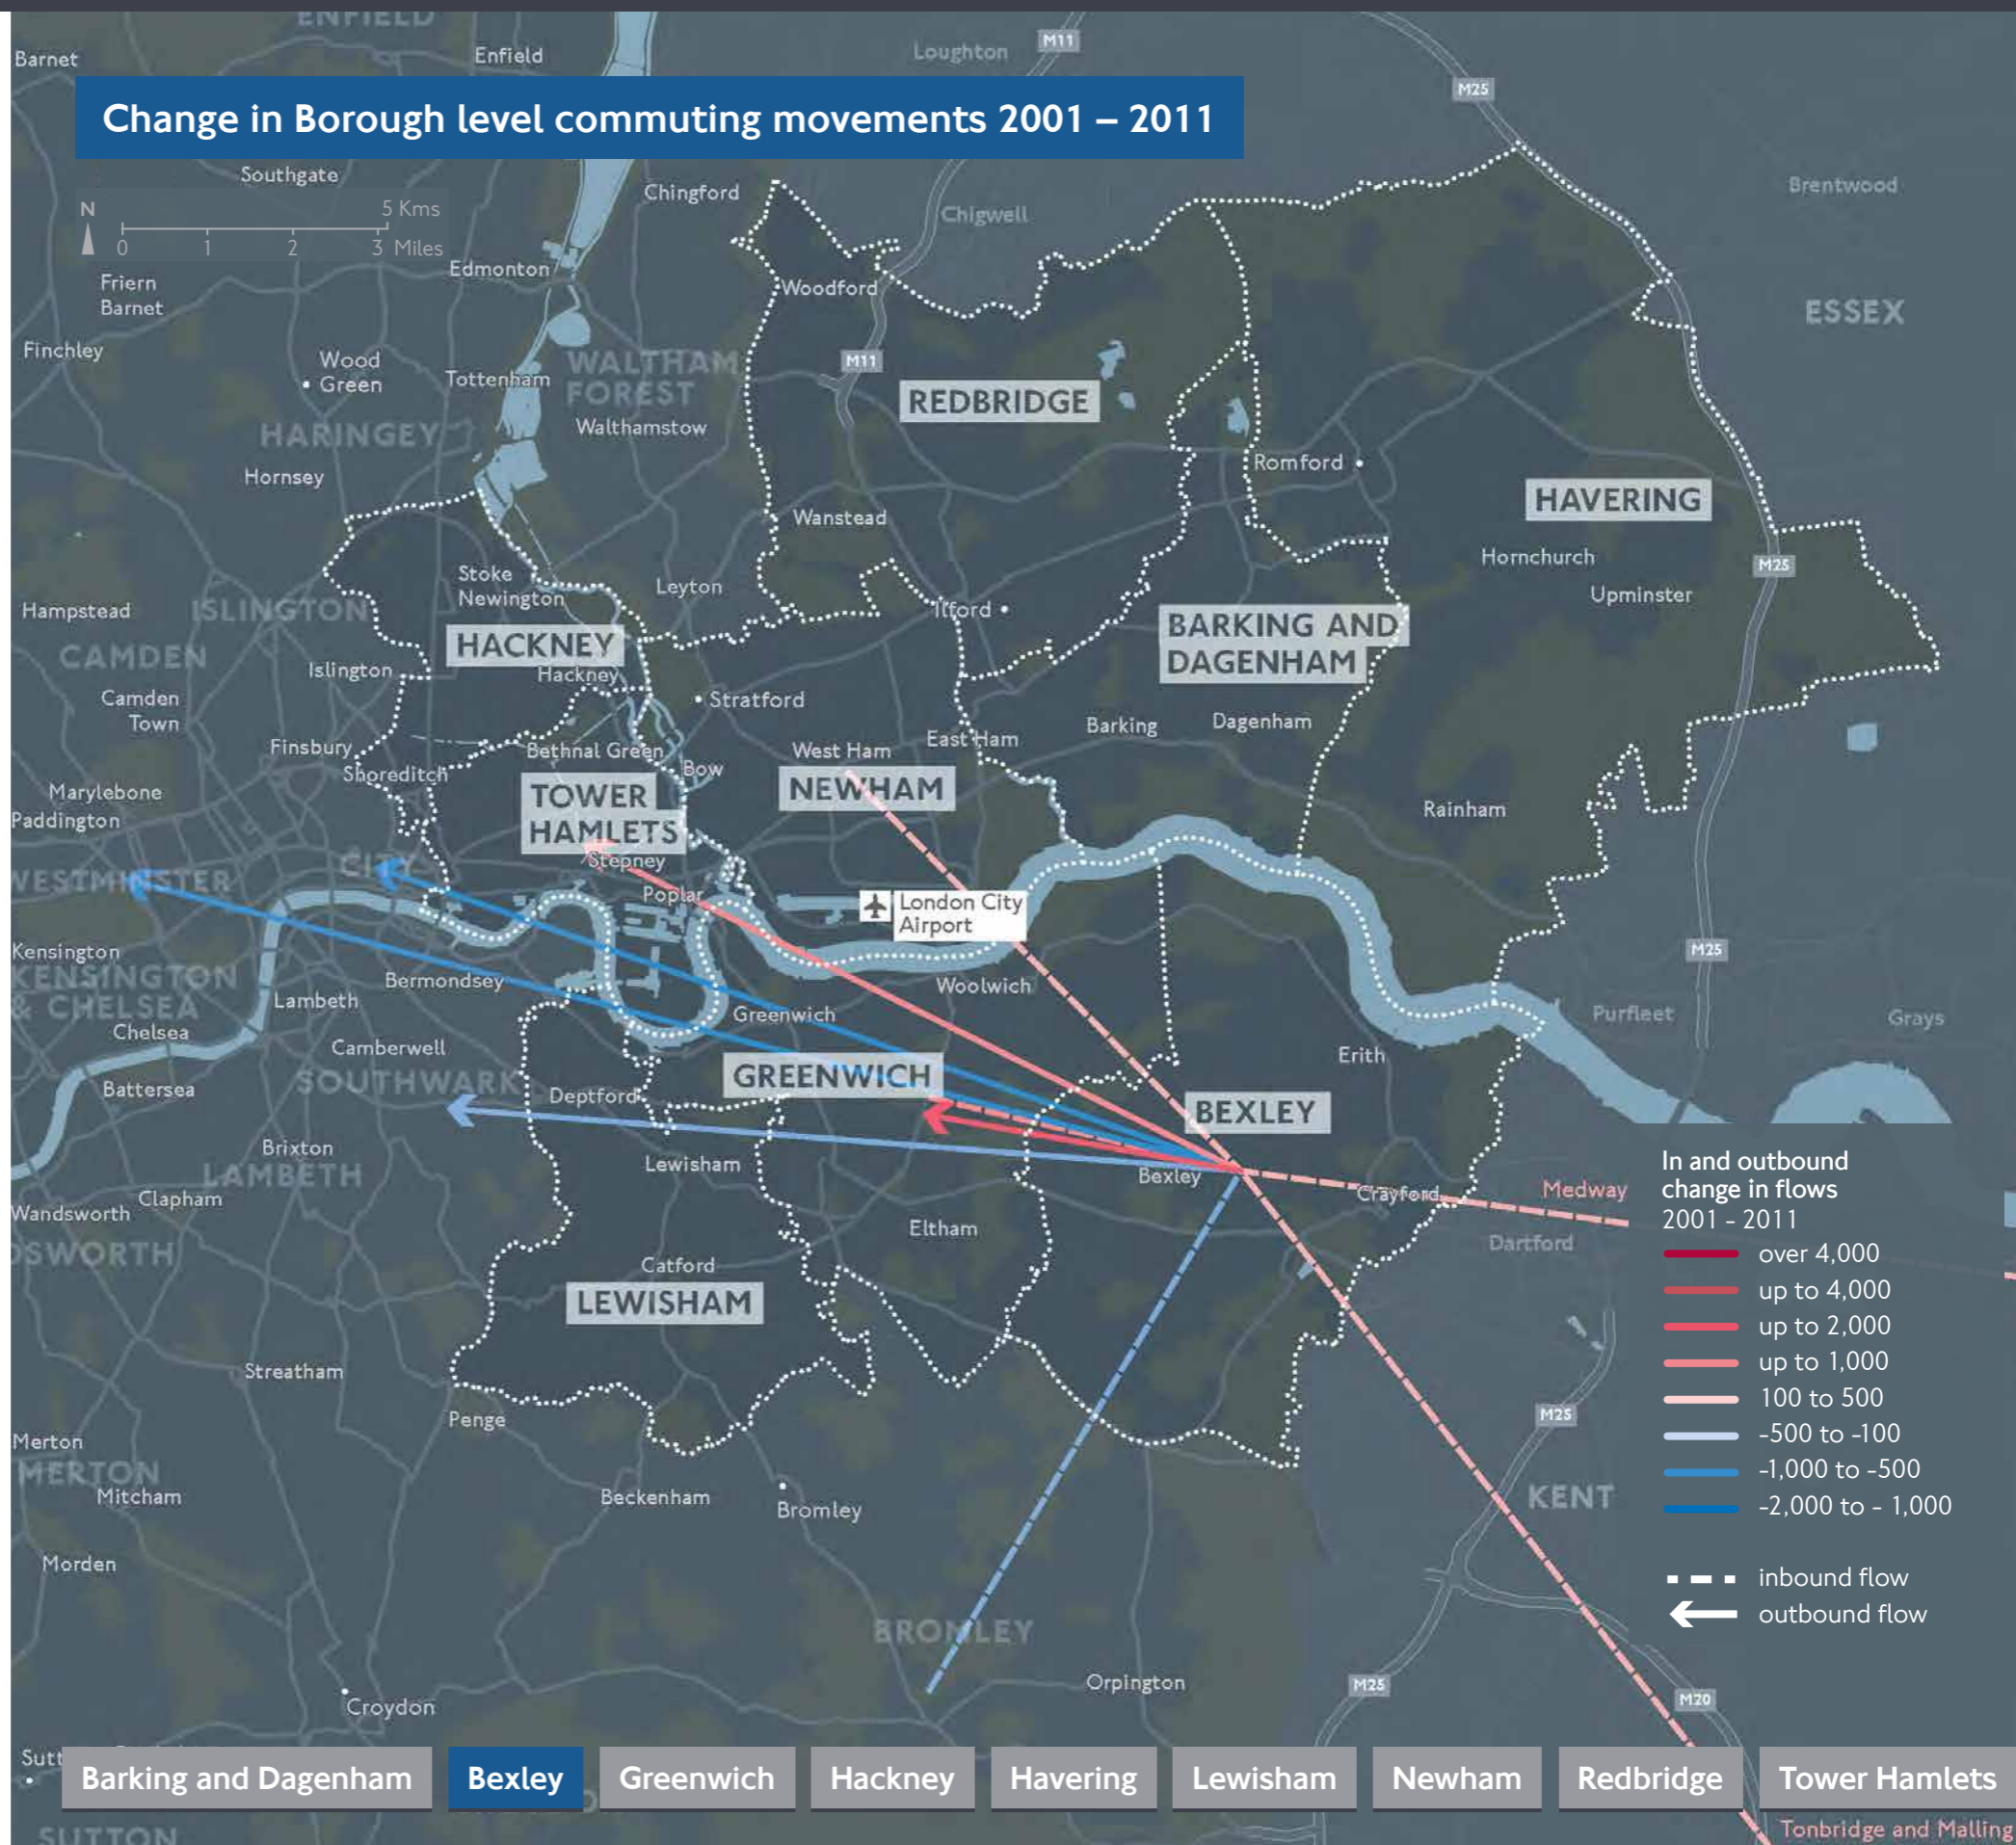 ENFIELD
Barnet
Enfield
Loughton
M11
M25
Change in Borough level commuting movements 2001 – 2011
Southgate
Chingford
Chigwell
Brentwood
N
5 Kms
0 1 2 3 Miles
Edmonton
Woodford
Friern
Barnet
ESSEX
Finchley
Wood
Green
Tottenham
WALTHAM
FOREST
M11
REDBRIDGE
Walthamstow
HARINGEY
Hornsey
Romford
HAVERING
Wanstead
Hornchurch
M25
Stoke
Newington
Leyton
Upminster
Hampstead
ISLINGTON
Ilford
BARKING AND
DAGENHAM
HACKNEY
CAMDEN
Islington
Hackney
Camden
Town
Stratford
Barking
Dagenham
Finsbury
Bethnal Green
West Ham
East Ham
Shoreditch
Bow
Marylebone
TOWER
HAMLETS
NEWHAM
Rainham
Paddington
Stepney
CITY
WESTMINSTER
Poplar
London City
Airport
Kensington
KENSINGTON
& CHELSEA
Bermondsey
Woolwich
M25
Lambeth
Greenwich
Purfleet
Grays
Chelsea
Camberwell
Erith
SOUTHWARK
GREENWICH
Battersea
Deptford
BEXLEY
Brixton
Lewisham
LAMBETH
Bexley
Crayford
Medway
Clapham
Wandsworth
Eltham
Dartford
DSWORTH
Catford
LEWISHAM
In and outbound
change in flows
2001 - 2011
over 4,000
up to 4,000
up to 2,000
up to 1,000
100 to 500
-500 to -100
-1,000 to -500
-2,000 to - 1,000
inbound flow
outbound flow
Streatham
Penge
M25
Merton
MERTON
Mitcham
Beckenham
Bromley
KENT
Morden
BROMLEY
Orpington
M25
M20
Croydon
Sutt
Barking and Dagenham
Bexley
Greenwich
Hackney
Havering
Lewisham
Newham
Redbridge
Tower Hamlets
SUTTON
Tonbridge and Malling